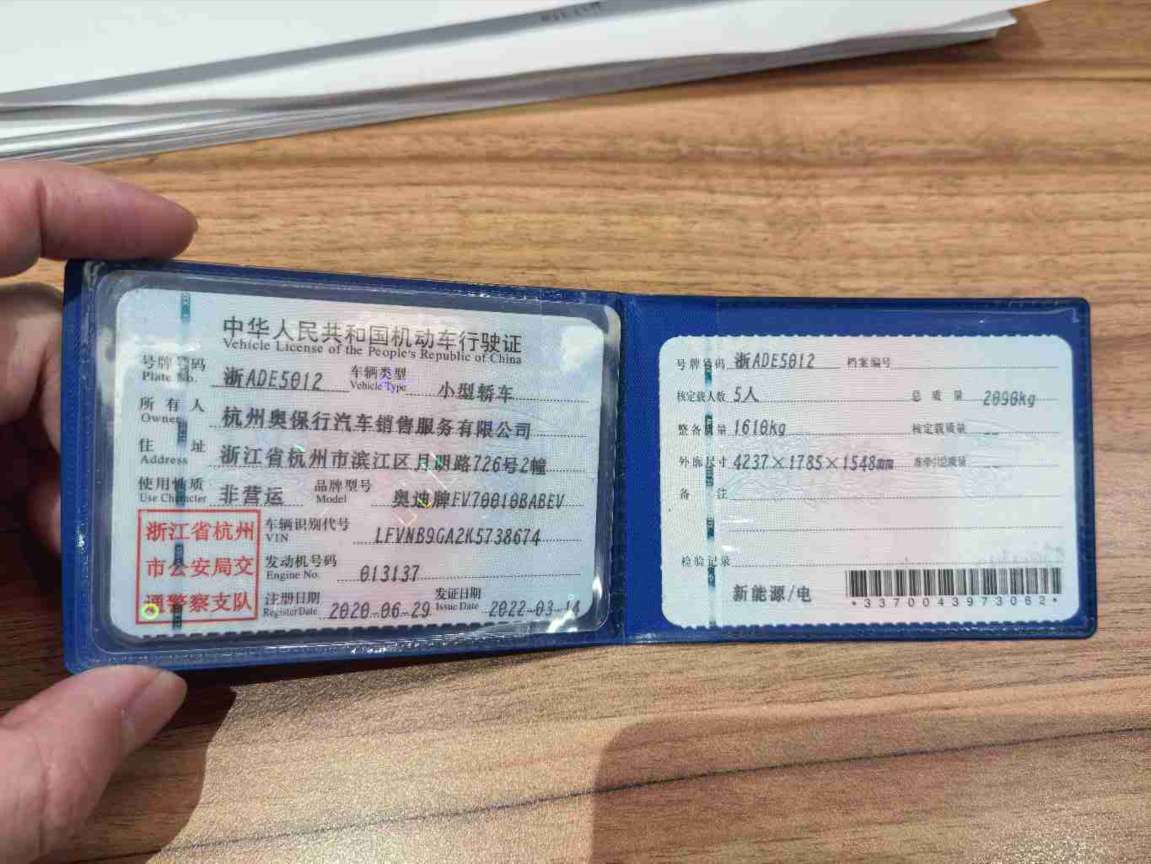 中华人民共和国机动车行驶证
Vehicle License of the People's Republic of China
号牌号码 浙ADE5012 车辆类型 小型轿车
Plate No. Vehicle Type
所有人 杭州奥保行汽车销售服务有限公司
Owner
住址 浙江省杭州市滨江区月明路726号2幢
Address
使用性质 非营运 品牌型号 奥迪牌FV7001BABEV
Use Character Model
浙江省杭州
市公安局交
通警察支队
车辆识别代号 LFVNB9GA2K5738674
VIN
发动机号码 013137
Engine No.
注册日期 2020-06-29 发证日期 2022-03-14
Register Date Issue Date
号牌号码 浙ADE5012 档案编号
核定载人数 5人 总质量 2090kg
整备质量 1610kg 核定载质量 --
外廓尺寸 4237×1785×1548mm 准牵引总质量 --
备注
检验记录
新能源/电
*3370043973062*